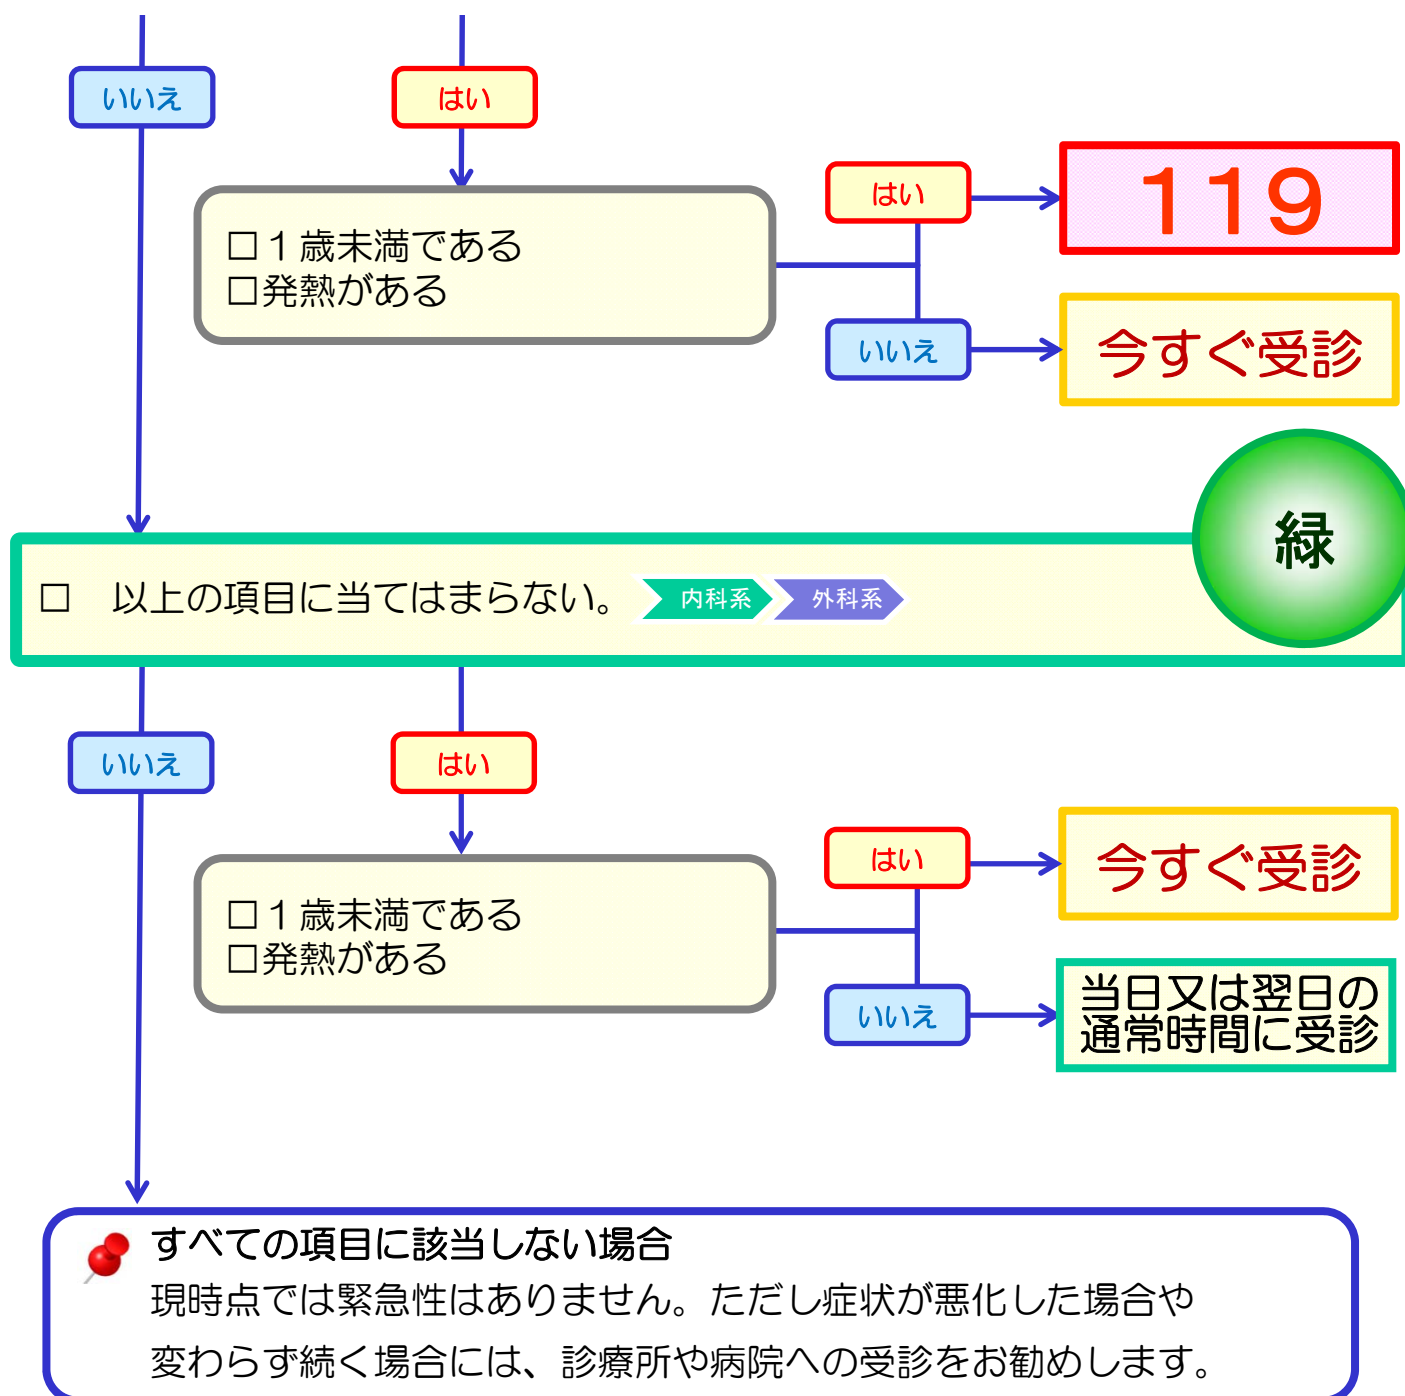 いいえ
はい
□１歳未満である
□発熱がある
はい
119
いいえ
今すぐ受診
緑
□　以上の項目に当てはまらない。 内科系 外科系
いいえ
はい
□１歳未満である
□発熱がある
はい
今すぐ受診
いいえ
当日又は翌日の
通常時間に受診
すべての項目に該当しない場合
現時点では緊急性はありません。ただし症状が悪化した場合や
変わらず続く場合には、診療所や病院への受診をお勧めします。